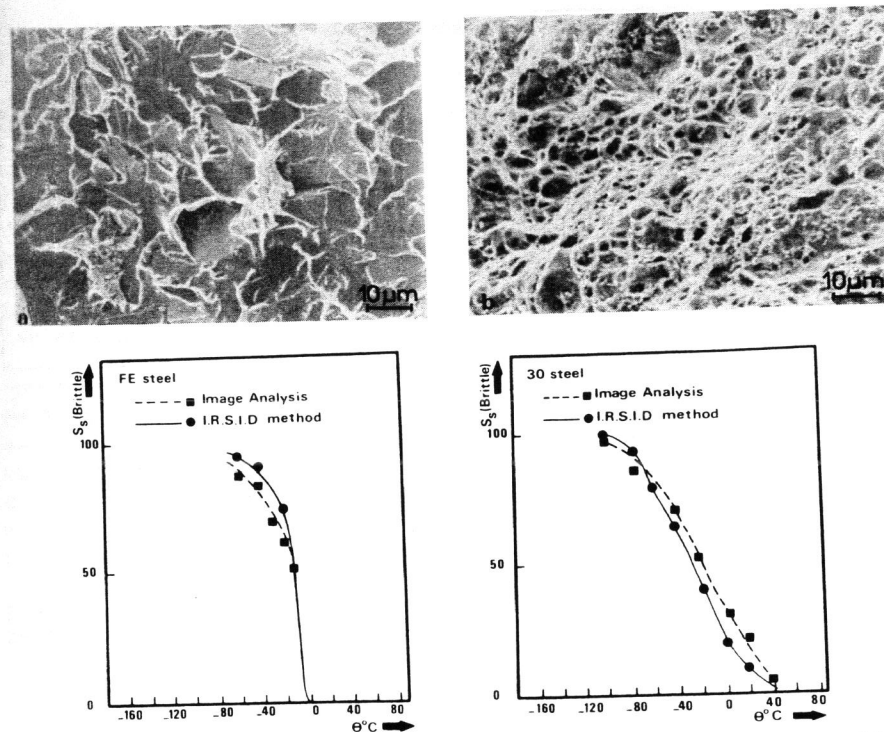 a
10μm
b
10μm
FE steel
Image Analysis
I.R.S.I.D method
Ss (Brittle)
100
50
0
-160 -120 -80 -40 0 40 80
θ°C
30 steel
Image Analysis
I.R.S.I.D method
Ss (Brittle)
100
50
0
-160 -120 -80 -40 0 40 80
θ°C